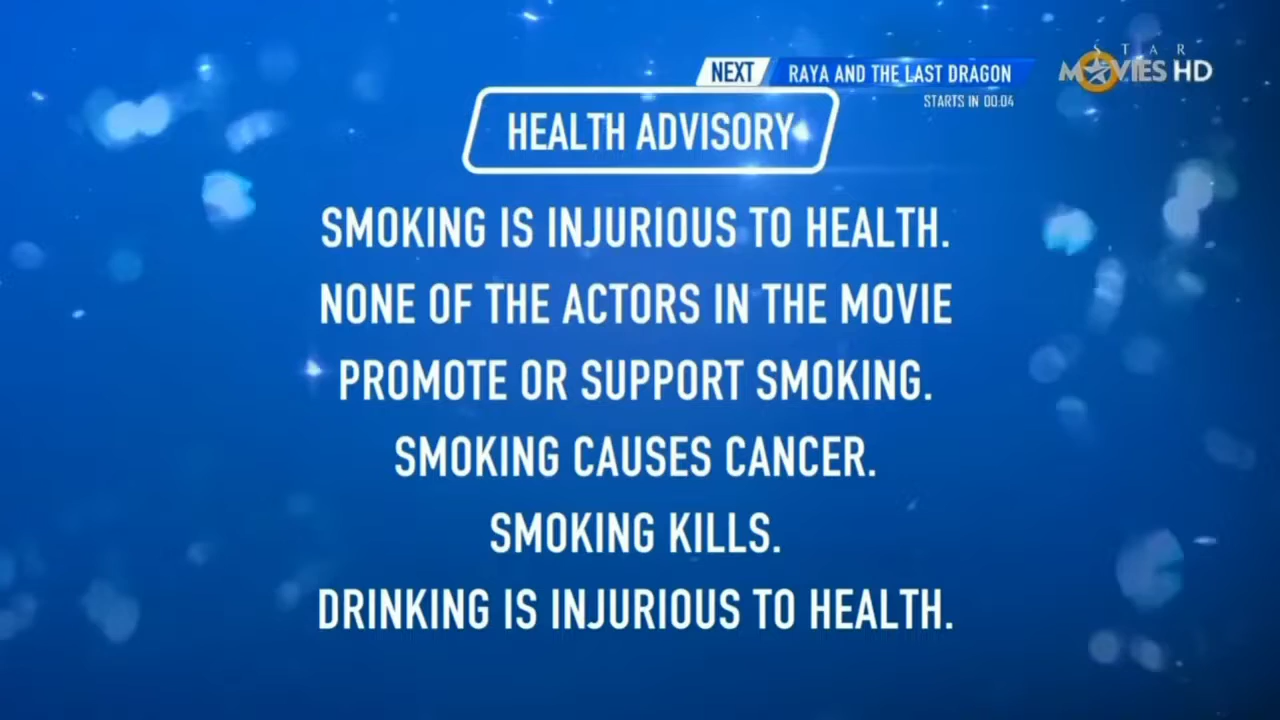 NEXT RAYA AND THE LAST DRAGON
STARTS IN 00:04
STAR
MOVIES HD
HEALTH ADVISORY
SMOKING IS INJURIOUS TO HEALTH.
NONE OF THE ACTORS IN THE MOVIE
PROMOTE OR SUPPORT SMOKING.
SMOKING CAUSES CANCER.
SMOKING KILLS.
DRINKING IS INJURIOUS TO HEALTH.